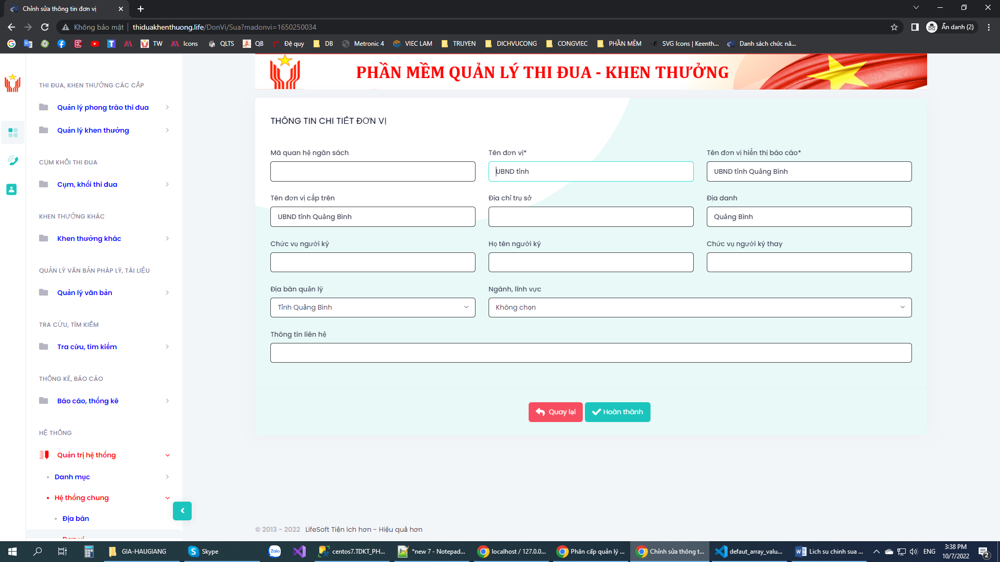 Chỉnh sửa thông tin đơn vị
Không bảo mật
thiduakhenthuong.life/DonVi/Sua?madonvi=1650250034
Ẩn danh (2)
TW
Icons
QLTS
QB
Đệ quy
DB
Metronic 4
VIEC LAM
TRUYEN
DICHVUCONG
CONGVIEC
PHẦN MỀM
SVG Icons | Keenth...
Danh sách chức nă...
PHẦN MỀM QUẢN LÝ THI ĐUA - KHEN THƯỞNG
THI ĐUA, KHEN THƯỞNG CÁC CẤP
Quản lý phong trào thi đua
Quản lý khen thưởng
CỤM KHỐI THI ĐUA
Cụm, khối thi đua
KHEN THƯỞNG KHÁC
Khen thưởng khác
QUẢN LÝ VĂN BẢN PHÁP LÝ, TÀI LIỆU
Quản lý văn bản
TRA CỨU, TÌM KIẾM
Tra cứu, tìm kiếm
THỐNG KÊ, BÁO CÁO
Báo cáo, thống kê
HỆ THỐNG
Quản trị hệ thống
Danh mục
Hệ thống chung
Địa bàn
Đơn vị
THÔNG TIN CHI TIẾT ĐƠN VỊ
Mã quan hệ ngân sách
Tên đơn vị*
Tên đơn vị hiển thị báo cáo*
UBND tỉnh
UBND tỉnh Quảng Bình
Tên đơn vị cấp trên
Địa chỉ trụ sở
Địa danh
UBND tỉnh Quảng Bình
Quảng Bình
Chức vụ người ký
Họ tên người ký
Chức vụ người ký thay
Địa bàn quản lý
Ngành, lĩnh vực
Tỉnh Quảng Bình
Không chọn
Thông tin liên hệ
Quay lại
Hoàn thành
© 2013 - 2022 LifeSoft Tiện ích hơn - Hiệu quả hơn
GIA-HAUGIANG
Skype
Zalo
centos7.TDKT_PH...
*new 7 - Notepad...
localhost / 127.0.0...
Phân cấp quản lý ...
Chỉnh sửa thông t...
defaut_array_valu...
Lich su chinh sua ...
ENG
3:38 PM
10/7/2022
2